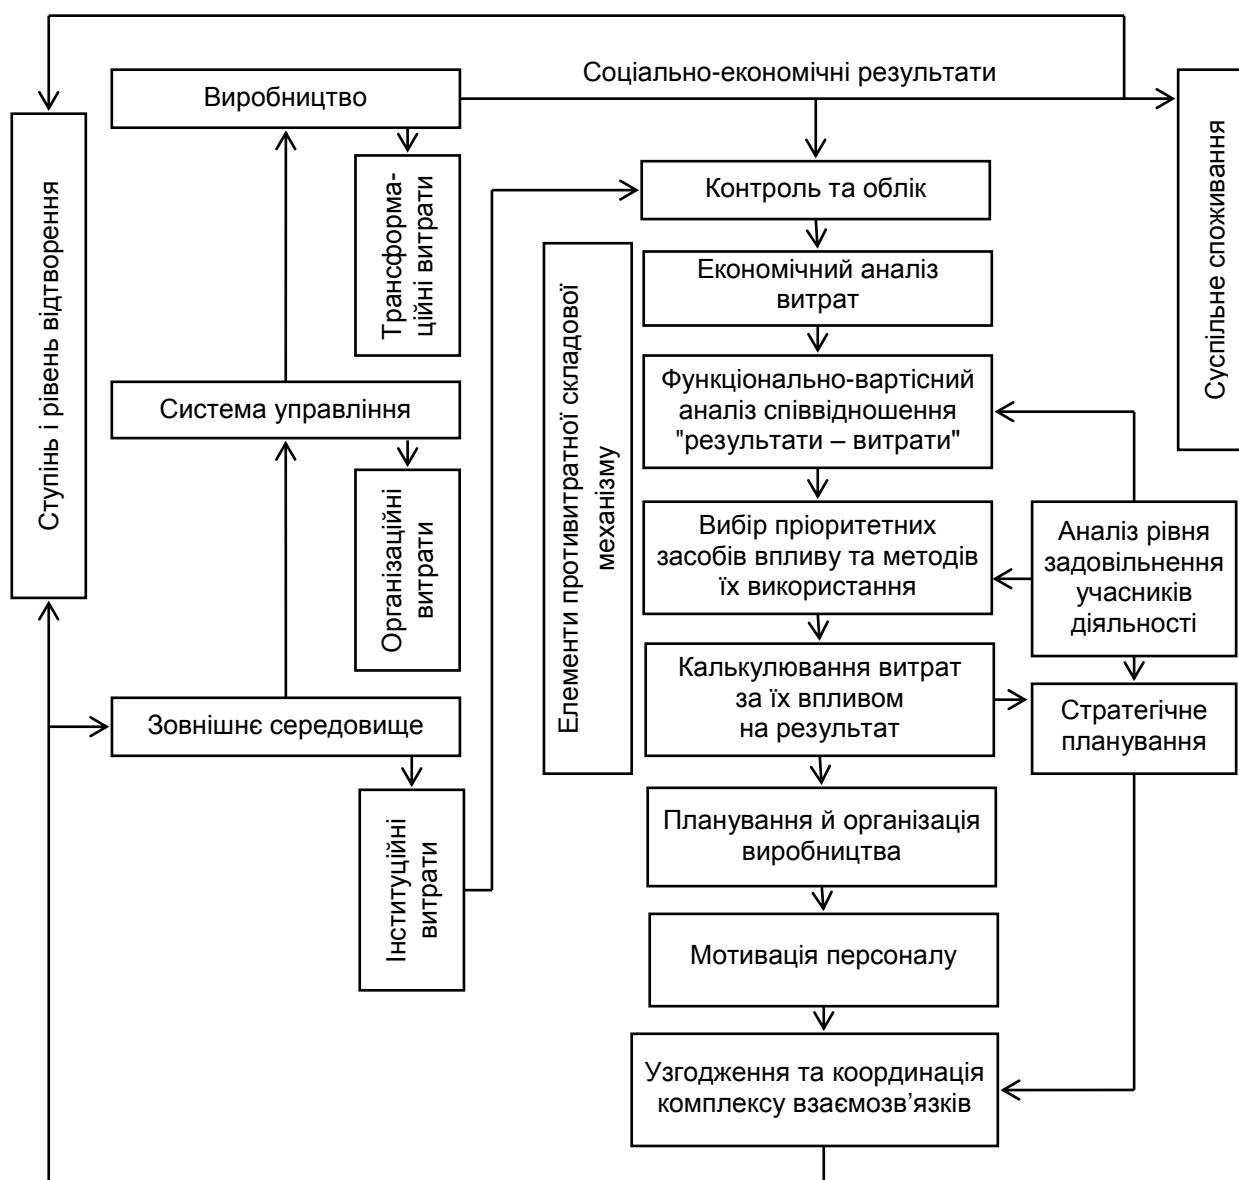 Соціально-економічні результати
Виробництво
Суспільне споживання
Ступінь і рівень відтворення
Трансформа-
ційні витрати
Контроль та облік
Елементи противитратної складової
механізму
Економічний аналіз
витрат
Функціонально-вартісний
аналіз співвідношення
"результати – витрати"
Система управління
Організаційні
витрати
Вибір пріоритетних
засобів впливу та методів
їх використання
Аналіз рівня
задовільнення
учасників
діяльності
Калькулювання витрат
за їх впливом
на результат
Стратегічне
планування
Зовнішнє середовище
Інституційні
витрати
Планування й організація
виробництва
Мотивація персоналу
Узгодження та координація
комплексу взаємозв’язків